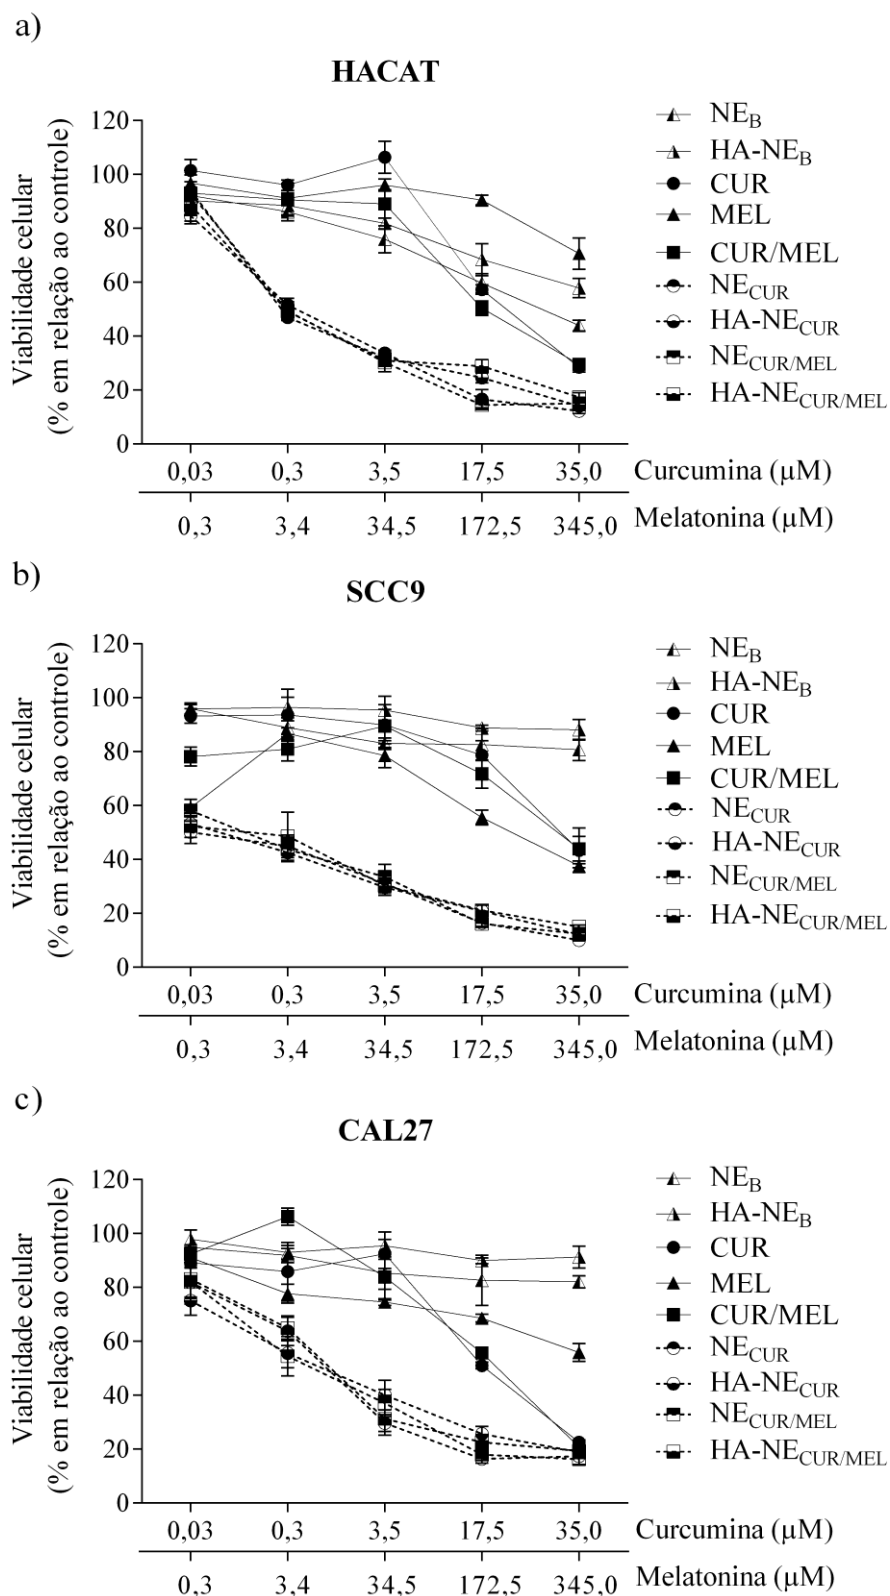 a)
HACAT
Viabilidade celular
(% em relação ao controle)
120
100
80
60
40
20
0
NE_B
HA-NE_B
CUR
MEL
CUR/MEL
NE_CUR
HA-NE_CUR
NE_CUR/MEL
HA-NE_CUR/MEL
0,03 0,3 3,5 17,5 35,0 Curcumina (µM)
0,3 3,4 34,5 172,5 345,0 Melatonina (µM)
b)
SCC9
Viabilidade celular
(% em relação ao controle)
120
100
80
60
40
20
0
NE_B
HA-NE_B
CUR
MEL
CUR/MEL
NE_CUR
HA-NE_CUR
NE_CUR/MEL
HA-NE_CUR/MEL
0,03 0,3 3,5 17,5 35,0 Curcumina (µM)
0,3 3,4 34,5 172,5 345,0 Melatonina (µM)
c)
CAL27
Viabilidade celular
(% em relação ao controle)
120
100
80
60
40
20
0
NE_B
HA-NE_B
CUR
MEL
CUR/MEL
NE_CUR
HA-NE_CUR
NE_CUR/MEL
HA-NE_CUR/MEL
0,03 0,3 3,5 17,5 35,0 Curcumina (µM)
0,3 3,4 34,5 172,5 345,0 Melatonina (µM)